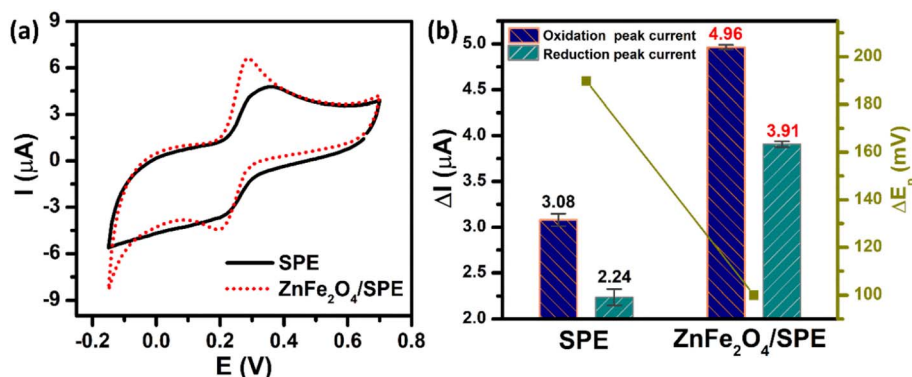 (a)
9
6
3
0
-3
-6
-9
I (μA)
-0.2
0.0
0.2
0.4
0.6
0.8
E (V)
SPE
ZnFe₂O₄/SPE
(b)
Oxidation peak current
Reduction peak current
5.0
4.5
4.0
3.5
3.0
2.5
2.0
ΔI (μA)
3.08
2.24
4.96
3.91
SPE
ZnFe₂O₄/SPE
200
180
160
140
120
100
ΔEₚ (mV)